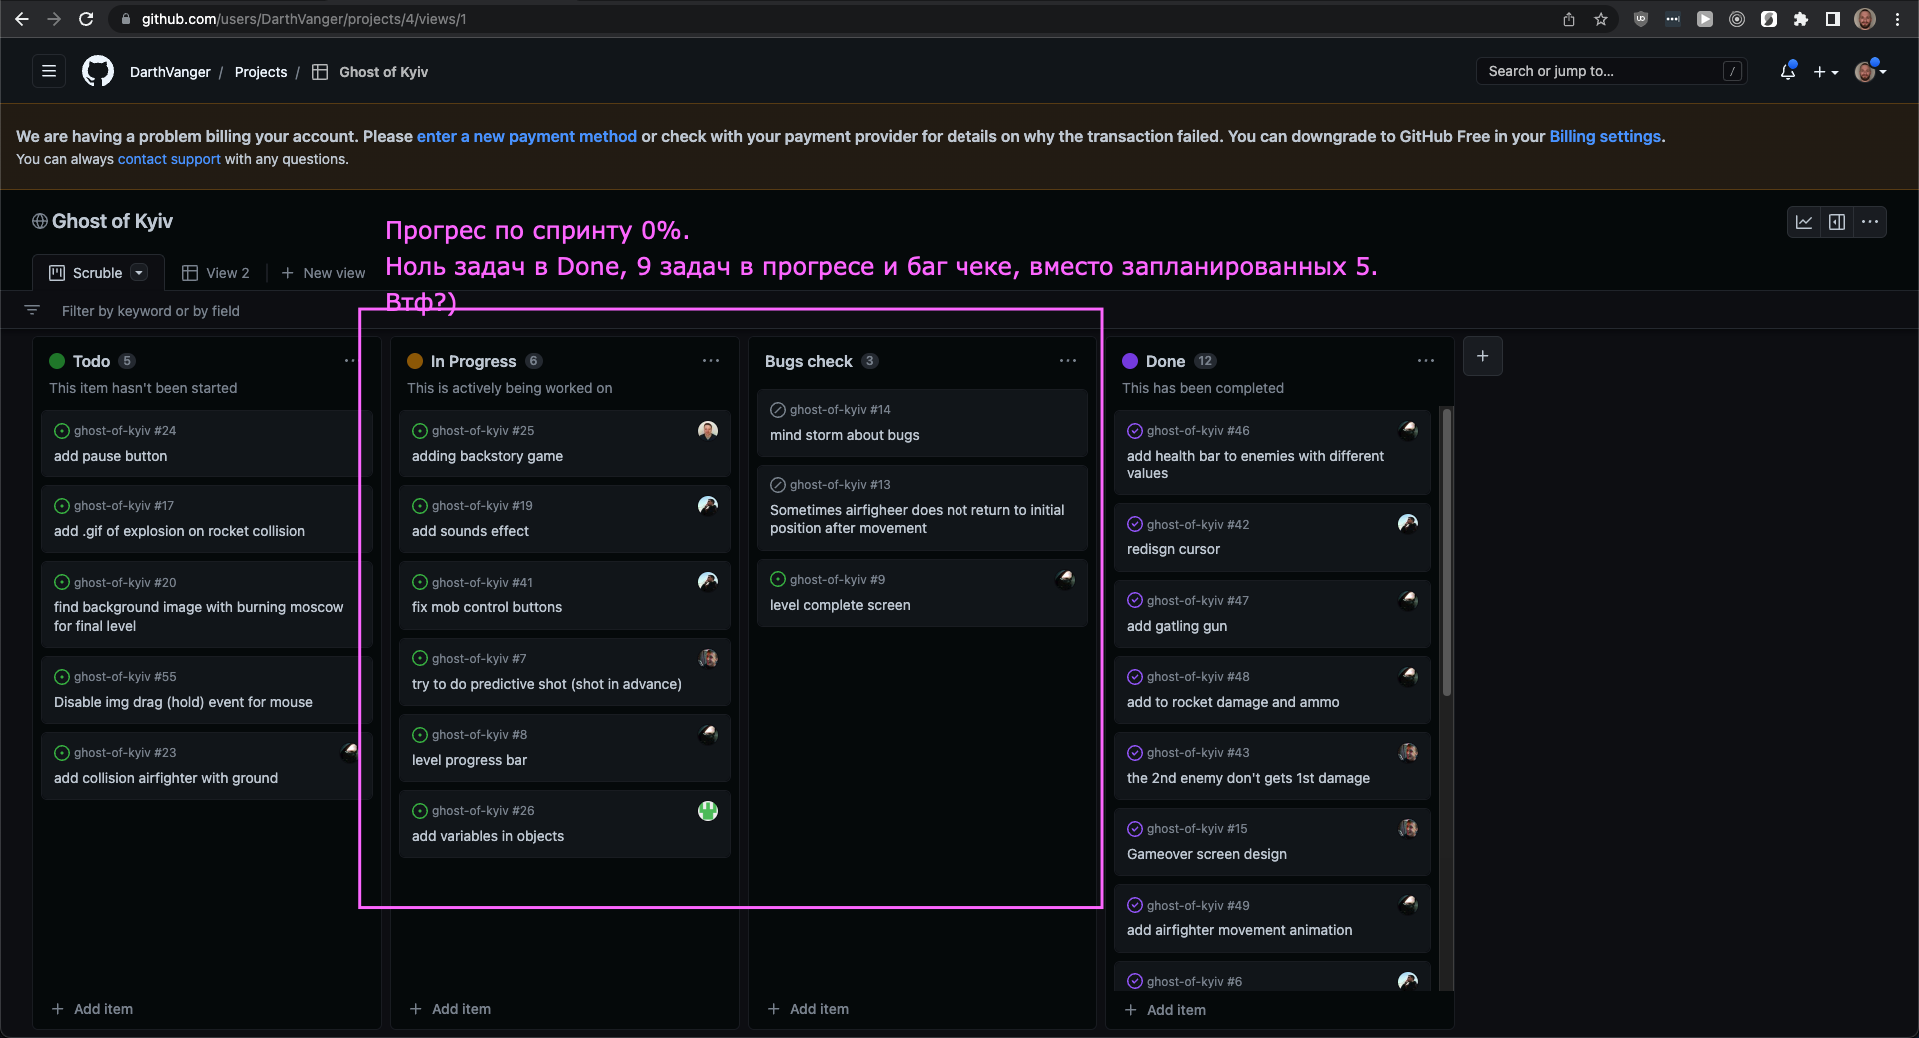 github.com/users/DarthVanger/projects/4/views/1
DarthVanger / Projects / Ghost of Kyiv
Search or jump to... /
We are having a problem billing your account. Please enter a new payment method or check with your payment provider for details on why the transaction failed. You can downgrade to GitHub Free in your Billing settings.
You can always contact support with any questions.
Ghost of Kyiv
Прогрес по спринту 0%.
Ноль задач в Done, 9 задач в прогресе и баг чеке, вместо запланированных 5.
Втф?)
Scruble
View 2
+ New view
Filter by keyword or by field
Todo 5
This item hasn't been started
ghost-of-kyiv #24
add pause button
ghost-of-kyiv #17
add .gif of explosion on rocket collision
ghost-of-kyiv #20
find background image with burning moscow
for final level
ghost-of-kyiv #55
Disable img drag (hold) event for mouse
ghost-of-kyiv #23
add collision airfighter with ground
+ Add item
In Progress 6
This is actively being worked on
ghost-of-kyiv #25
adding backstory game
ghost-of-kyiv #19
add sounds effect
ghost-of-kyiv #41
fix mob control buttons
ghost-of-kyiv #7
try to do predictive shot (shot in advance)
ghost-of-kyiv #8
level progress bar
ghost-of-kyiv #26
add variables in objects
+ Add item
Bugs check 3
ghost-of-kyiv #14
mind storm about bugs
ghost-of-kyiv #13
Sometimes airfigheer does not return to initial
position after movement
ghost-of-kyiv #9
level complete screen
+ Add item
Done 12
This has been completed
ghost-of-kyiv #46
add health bar to enemies with different
values
ghost-of-kyiv #42
redisgn cursor
ghost-of-kyiv #47
add gatling gun
ghost-of-kyiv #48
add to rocket damage and ammo
ghost-of-kyiv #43
the 2nd enemy don't gets 1st damage
ghost-of-kyiv #15
Gameover screen design
ghost-of-kyiv #49
add airfighter movement animation
ghost-of-kyiv #6
+ Add item